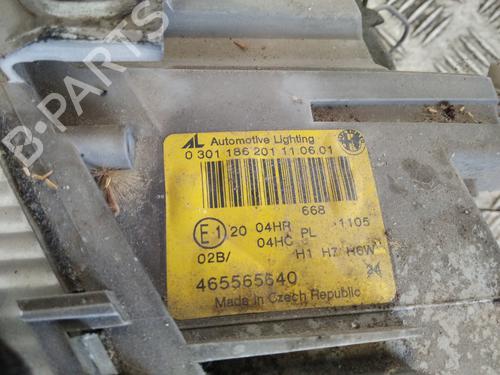 B-PARTS
AL Automotive Lighting
0 301 186 201 11.06.01
668
E1 20 04HR PL 1105
02B/ 04HC H1 H7 H6W
465565640 24
Made in Czech Republic